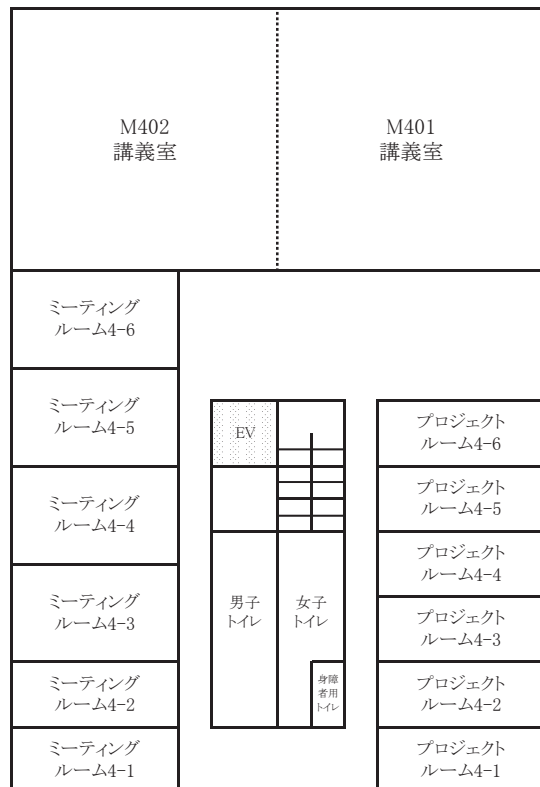 M402
講義室
M401
講義室
ミーティング
ルーム4-6
ミーティング
ルーム4-5
ミーティング
ルーム4-4
ミーティング
ルーム4-3
ミーティング
ルーム4-2
ミーティング
ルーム4-1
EV
男子
トイレ
女子
トイレ
身障
者用
トイレ
プロジェクト
ルーム4-6
プロジェクト
ルーム4-5
プロジェクト
ルーム4-4
プロジェクト
ルーム4-3
プロジェクト
ルーム4-2
プロジェクト
ルーム4-1